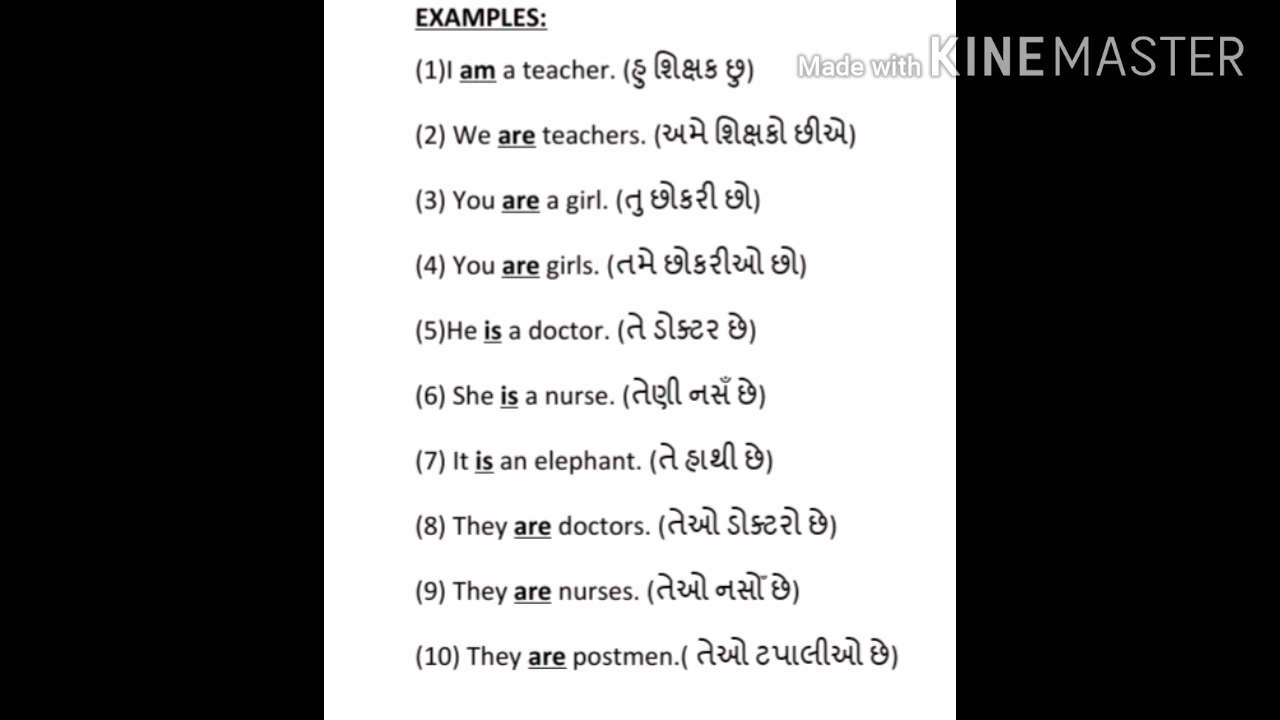 EXAMPLES:
(1)I am a teacher. (હુ શિક્ષક છુ)
Made with KINEMASTER
(2) We are teachers. (અમે શિક્ષકો છીએ)
(3) You are a girl. (તુ છોકરી છો)
(4) You are girls. (તમે છોકરીઓ છો)
(5)He is a doctor. (તે ડોક્ટર છે)
(6) She is a nurse. (તેણી નસઁ છે)
(7) It is an elephant. (તે હાથી છે)
(8) They are doctors. (તેઓ ડોક્ટરો છે)
(9) They are nurses. (તેઓ નસોઁ છે)
(10) They are postmen.( તેઓ ટપાલીઓ છે)